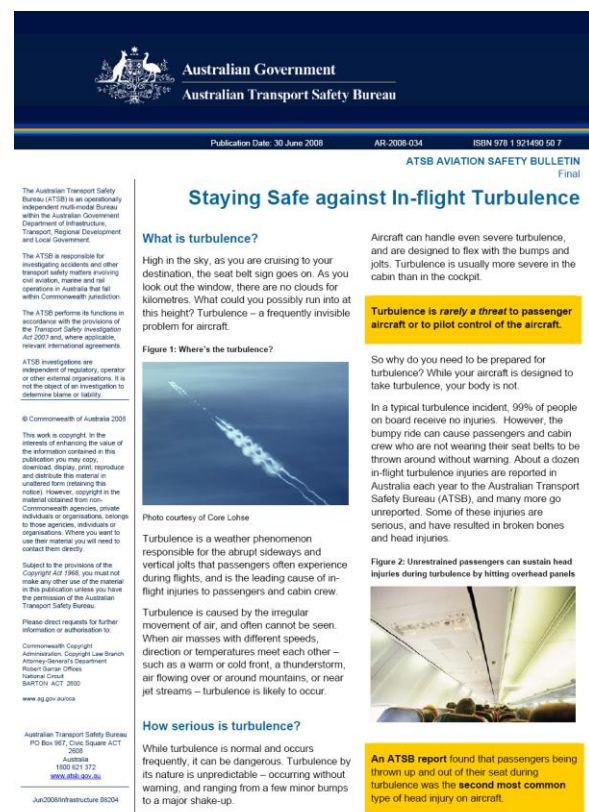 Australian Government
Australian Transport Safety Bureau
Publication Date: 30 June 2008 AR-2008-034 ISBN 978 1 921490 50 7
ATSB AVIATION SAFETY BULLETIN
Final
Staying Safe against In-flight Turbulence
The Australian Transport Safety
Bureau (ATSB) is an operationally
independent multi-modal Bureau
within the Australian Government
Department of Infrastructure,
Transport, Regional Development
and Local Government.
The ATSB is responsible for
investigating accidents and other
transport safety matters involving
civil aviation, marine and rail
operations in Australia that fall
within Commonwealth jurisdiction.
The ATSB performs its functions in
accordance with the provisions of
the Transport Safety Investigation
Act 2003 and, where applicable,
relevant international agreements.
ATSB investigations are
independent of regulatory, operator
or other external organisations. It is
not the object of an investigation to
determine blame or liability.
© Commonwealth of Australia 2008
This work is copyright. In the
interests of enhancing the value of
the information contained in this
publication you may copy,
download, display, print, reproduce
and distribute this material in
unaltered form (retaining this
notice). However, copyright in the
material obtained from non-
Commonwealth agencies, private
individuals or organisations, belongs
to those agencies, individuals or
organisations. Where you want to
use their material you will need to
contact them directly.
Subject to the provisions of the
Copyright Act 1968, you must not
make any other use of the material
in this publication unless you have
the permission of the Australian
Transport Safety Bureau.
Please direct requests for further
information or authorisation to:
Commonwealth Copyright
Administration, Copyright Law Branch
Attorney-General's Department
Robert Garran Offices
National Circuit
BARTON ACT 2600
www.ag.gov.au/cca
Australian Transport Safety Bureau
PO Box 967, Civic Square ACT
2608
Australia
1800 621 372
www.atsb.gov.au
Jun2008/Infrastructure 08204
What is turbulence?
High in the sky, as you are cruising to your
destination, the seat belt sign goes on. As you
look out the window, there are no clouds for
kilometres. What could you possibly run into at
this height? Turbulence – a frequently invisible
problem for aircraft.
Figure 1: Where's the turbulence?
Photo courtesy of Core Lohse
Turbulence is a weather phenomenon
responsible for the abrupt sideways and
vertical jolts that passengers often experience
during flights, and is the leading cause of in-
flight injuries to passengers and cabin crew.
Turbulence is caused by the irregular
movement of air, and often cannot be seen.
When air masses with different speeds,
direction or temperatures meet each other –
such as a warm or cold front, a thunderstorm,
air flowing over or around mountains, or near
jet streams – turbulence is likely to occur.
How serious is turbulence?
While turbulence is normal and occurs
frequently, it can be dangerous. Turbulence by
its nature is unpredictable – occurring without
warning, and ranging from a few minor bumps
to a major shake-up.
Aircraft can handle even severe turbulence,
and are designed to flex with the bumps and
jolts. Turbulence is usually more severe in the
cabin than in the cockpit.
Turbulence is rarely a threat to passenger
aircraft or to pilot control of the aircraft.
So why do you need to be prepared for
turbulence? While your aircraft is designed to
take turbulence, your body is not.
In a typical turbulence incident, 99% of people
on board receive no injuries. However, the
bumpy ride can cause passengers and cabin
crew who are not wearing their seat belts to be
thrown around without warning. About a dozen
in-flight turbulence injuries are reported in
Australia each year to the Australian Transport
Safety Bureau (ATSB), and many more go
unreported. Some of these injuries are
serious, and have resulted in broken bones
and head injuries.
Figure 2: Unrestrained passengers can sustain head
injuries during turbulence by hitting overhead panels
An ATSB report found that passengers being
thrown up and out of their seat during
turbulence was the second most common
type of head injury on aircraft.